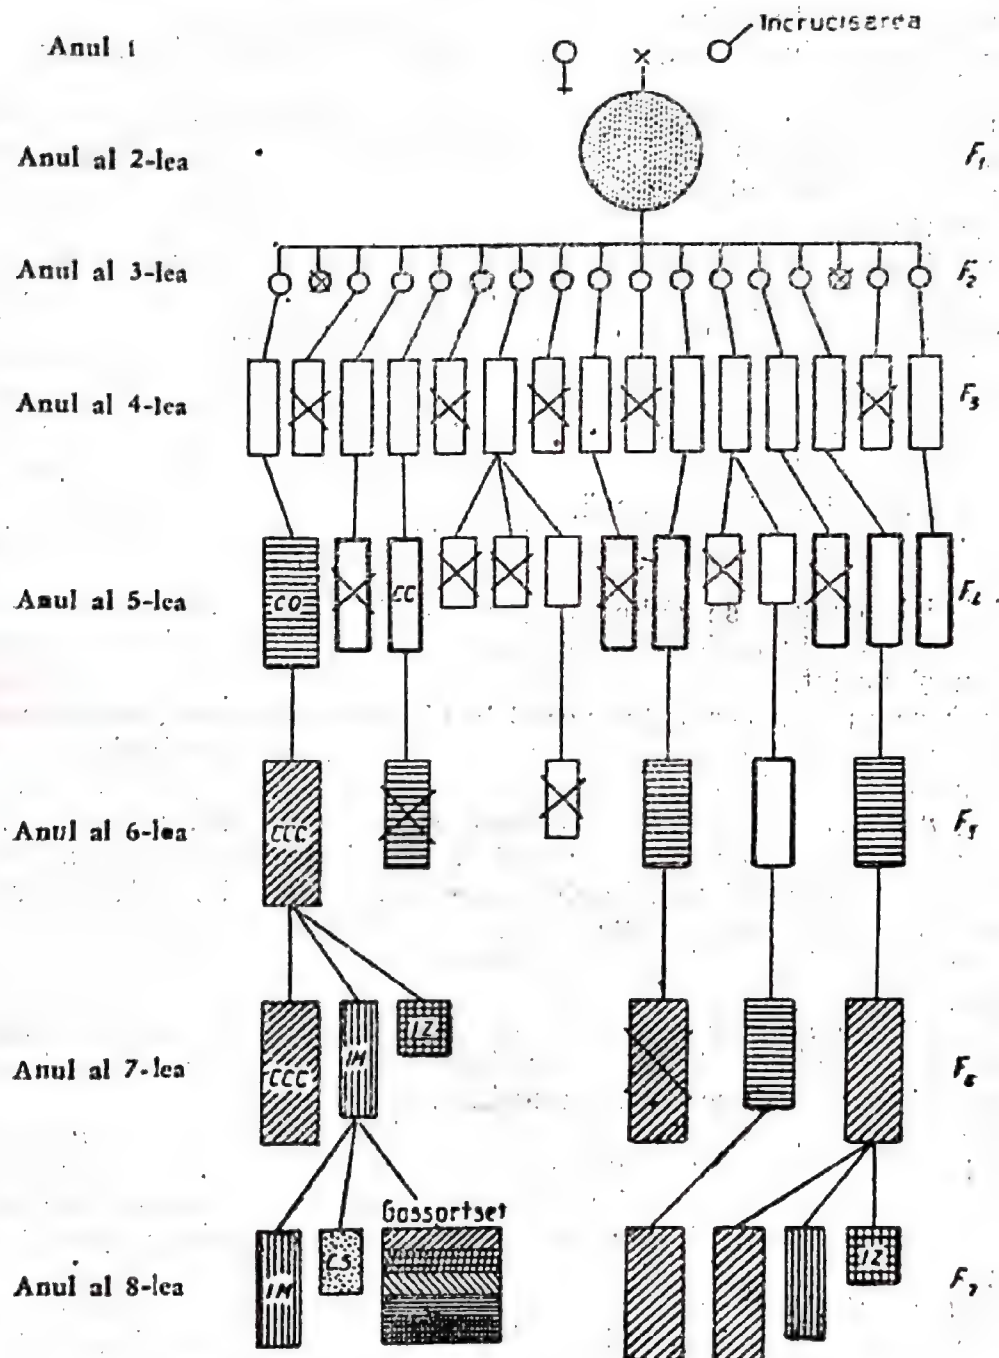 Incrucisarea
Anul 1
Anul al 2-lea F₁
Anul al 3-lea F₂
Anul al 4-lea F₃
CO CC
Anul al 5-lea F₄
CCC
Anul al 6-lea F₅
IZ
IM
CCC
Anul al 7-lea F₆
Gossortset
CS IZ
IM
Anul al 8-lea F₇